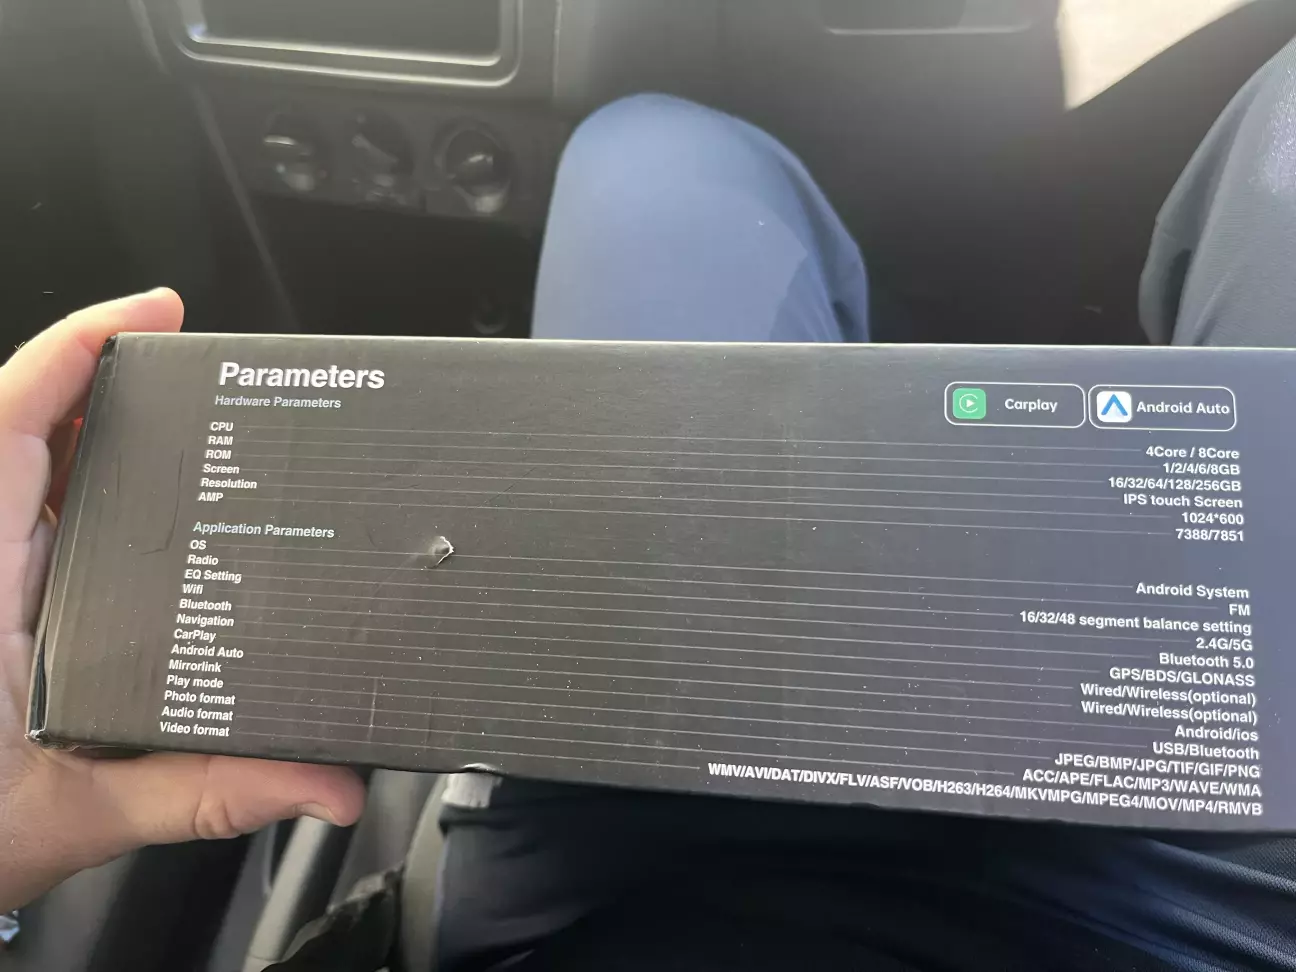 Parameters
Hardware Parameters
Carplay
Android Auto
CPU 4Core / 8Core
RAM 1/2/4/6/8GB
ROM 16/32/64/128/256GB
Screen IPS touch Screen
Resolution 1024*600
AMP 7388/7851
Application Parameters
OS Android System
Radio FM
EQ Setting 16/32/48 segment balance setting
Wifi 2.4G/5G
Bluetooth Bluetooth 5.0
Navigation GPS/BDS/GLONASS
CarPlay Wired/Wireless(optional)
Android Auto Wired/Wireless(optional)
Mirrorlink Android/ios
Play mode USB/Bluetooth
Photo format JPEG/BMP/JPG/TIF/GIF/PNG
Audio format ACC/APE/FLAC/MP3/WAVE/WMA
Video format WMV/AVI/DAT/DIVX/FLV/ASF/VOB/H263/H264/MKVMPG/MPEG4/MOV/MP4/RMVB